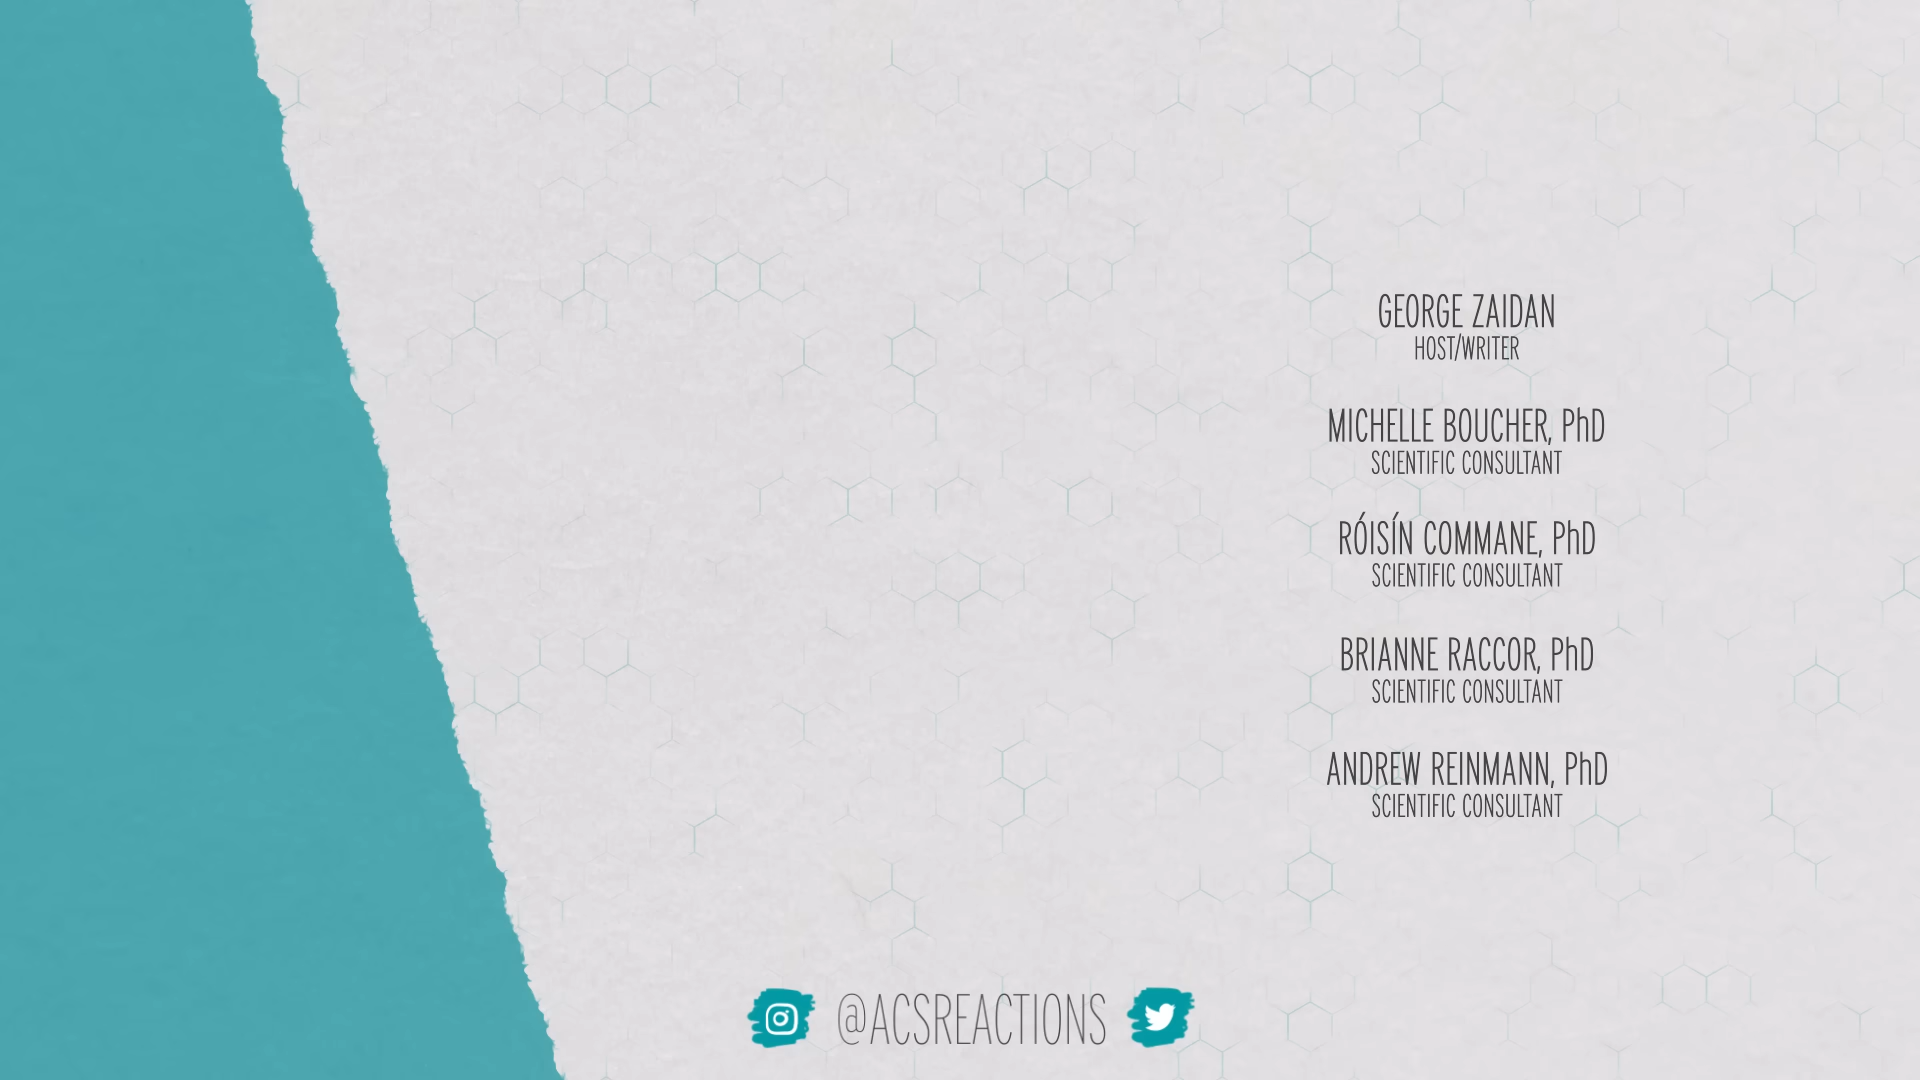 GEORGE ZAIDAN
HOST/WRITER
MICHELLE BOUCHER, PhD
SCIENTIFIC CONSULTANT
RÓISÍN COMMANE, PhD
SCIENTIFIC CONSULTANT
BRIANNE RACCOR, PhD
SCIENTIFIC CONSULTANT
ANDREW REINMANN, PhD
SCIENTIFIC CONSULTANT
@ACSREACTIONS